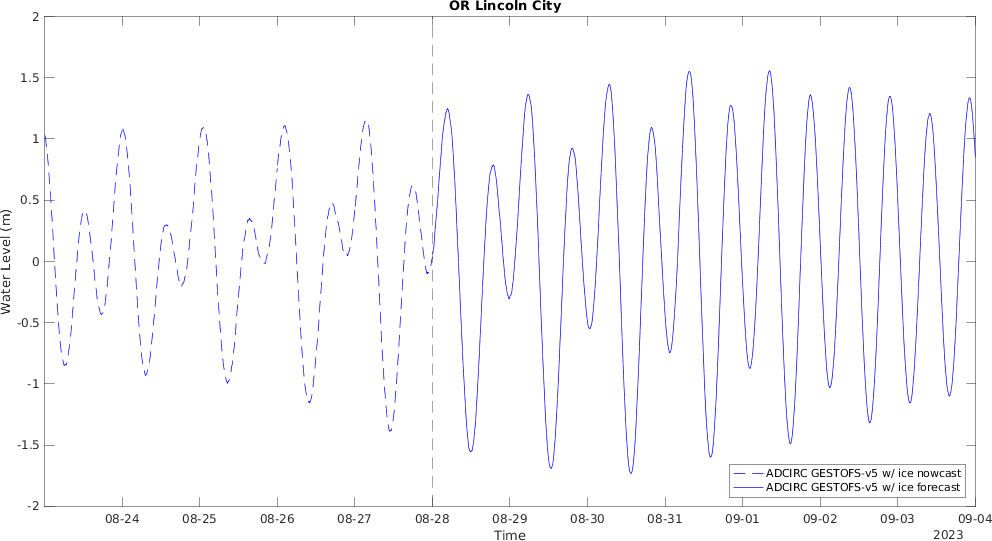 OR Lincoln City
2
1.5
1
0.5
0
-0.5
-1
-1.5
-2
Water Level (m)
08-24 08-25 08-26 08-27 08-28 08-29 08-30 08-31 09-01 09-02 09-03 09-04
Time
2023
ADCIRC GESTOFS-v5 w/ ice nowcast
ADCIRC GESTOFS-v5 w/ ice forecast